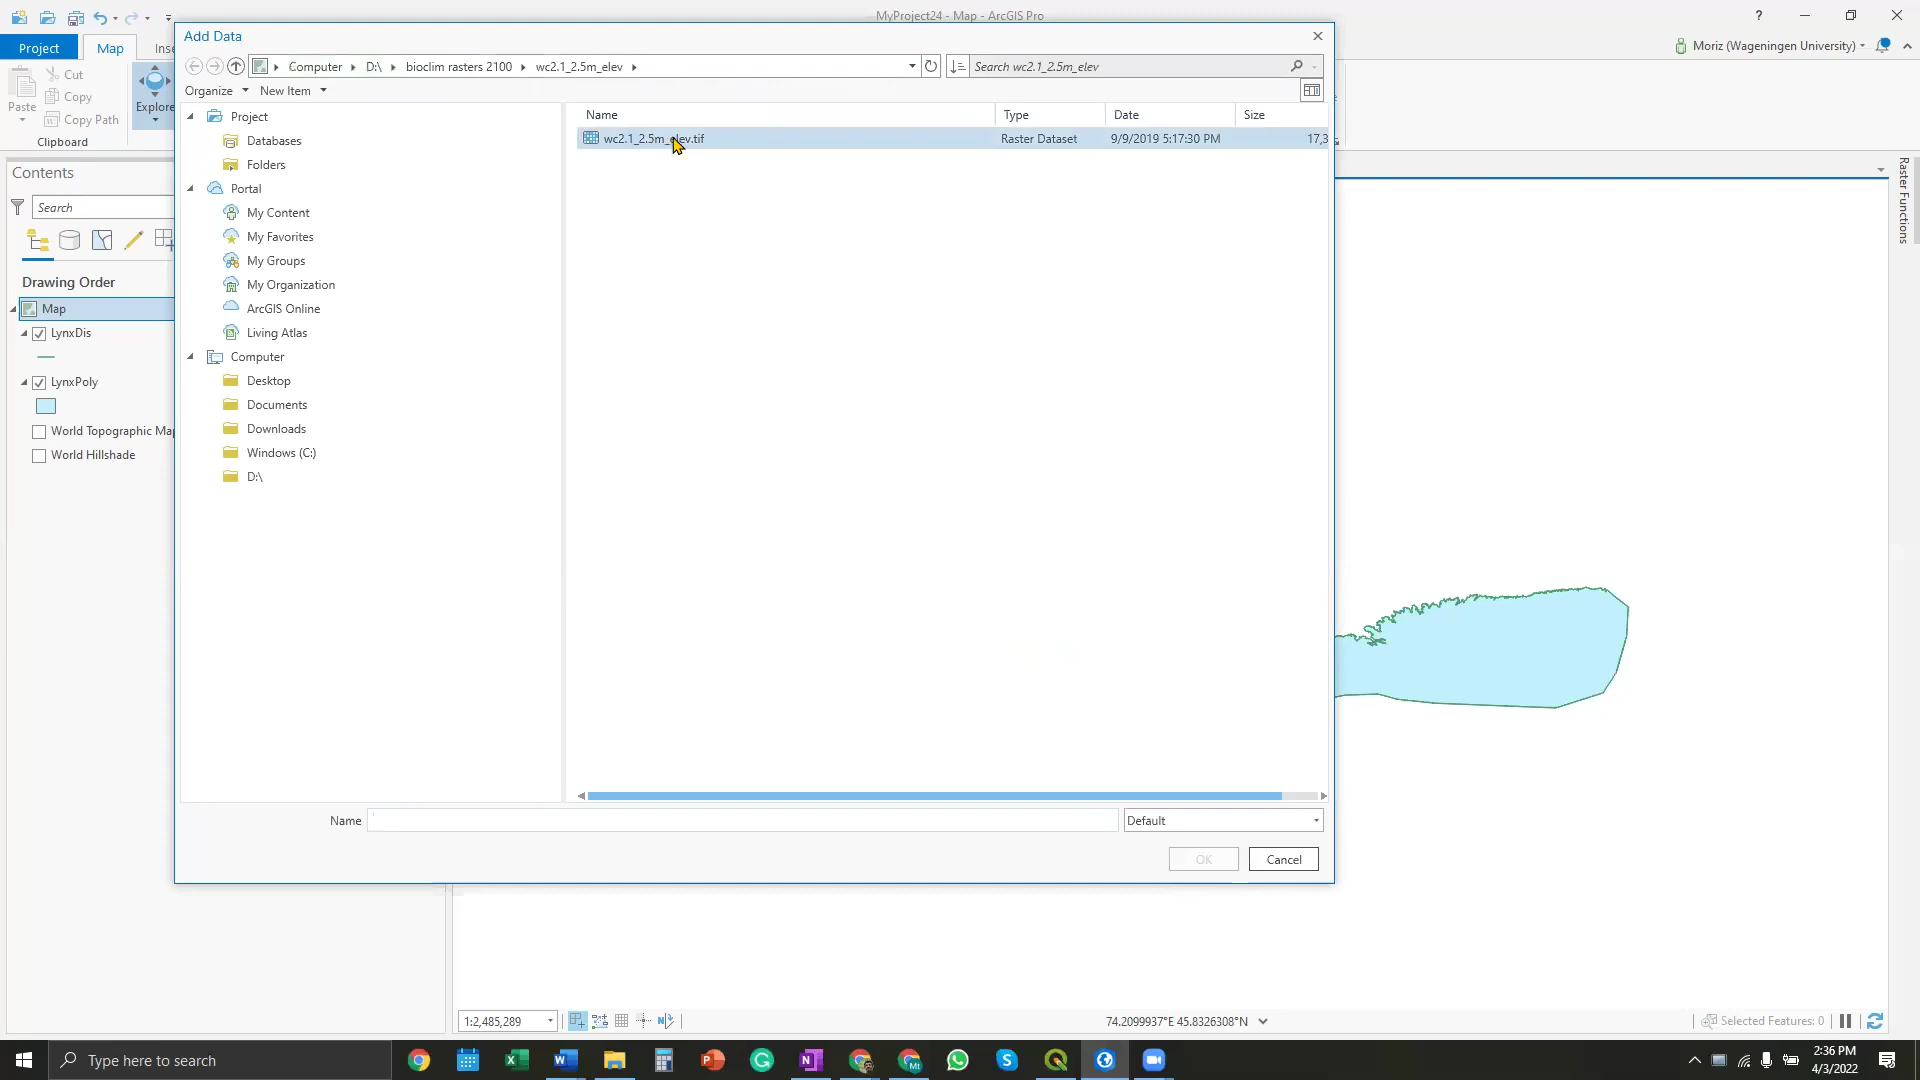 MyProject24 - Map - ArcGIS Pro
?
Project
Map
Moriz (Wageningen University)
Add Data
Computer
D:\
bioclim rasters 2100
wc2.1_2.5m_elev
Search wc2.1_2.5m_elev
Organize
New Item
Paste
Cut
Copy
Copy Path
Explore
Clipboard
Name
Type
Date
Size
wc2.1_2.5m_elev.tif
Raster Dataset
9/9/2019 5:17:30 PM
17,3
Project
Databases
Folders
Portal
My Content
My Favorites
My Groups
My Organization
ArcGIS Online
Living Atlas
Computer
Desktop
Documents
Downloads
Windows (C:)
D:\
Contents
Search
Drawing Order
Map
LynxDis
LynxPoly
World Topographic Map
World Hillshade
Raster Functions
Name
Default
OK
Cancel
1:2,485,289
74.2099937°E 45.8326308°N
Selected Features: 0
Type here to search
2:36 PM
4/3/2022